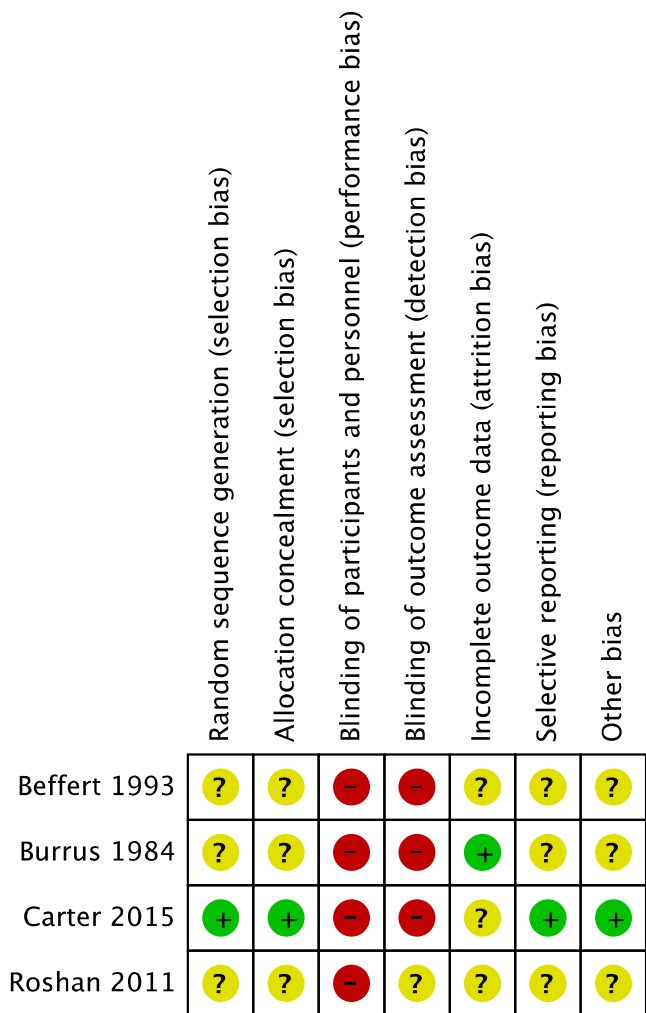 Random sequence generation (selection bias)
Allocation concealment (selection bias)
Blinding of participants and personnel (performance bias)
Blinding of outcome assessment (detection bias)
Incomplete outcome data (attrition bias)
Selective reporting (reporting bias)
Other bias
Beffert 1993 ? ? – – ? ? ?
Burrus 1984 ? ? – – + ? ?
Carter 2015 + + – – ? + +
Roshan 2011 ? ? – ? ? ? ?